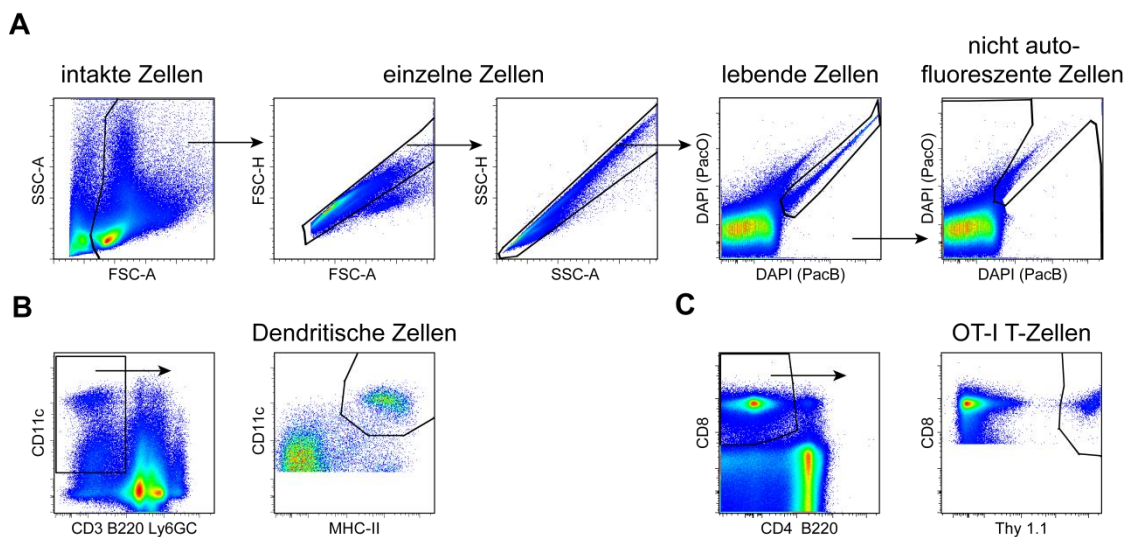 A
intakte Zellen
einzelne Zellen
lebende Zellen
nicht auto-
fluoreszente Zellen
SSC-A
FSC-A
FSC-H
FSC-A
SSC-H
SSC-A
DAPI (PacO)
DAPI (PacB)
DAPI (PacO)
DAPI (PacB)
B
Dendritische Zellen
CD11c
CD3 B220 Ly6GC
CD11c
MHC-II
C
OT-I T-Zellen
CD8
CD4 B220
CD8
Thy 1.1